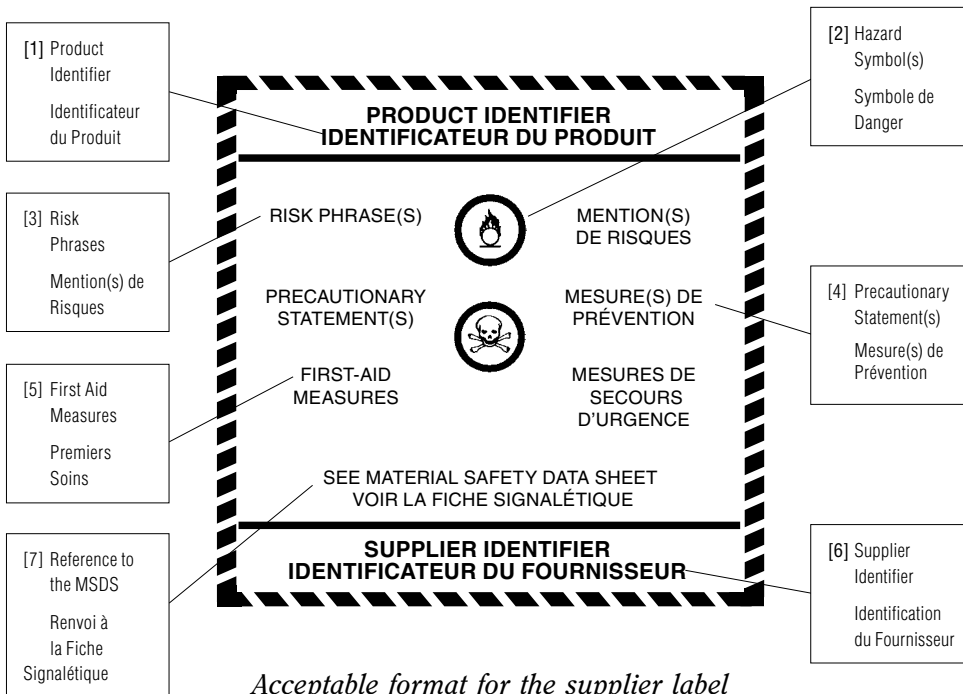 [1] Product
Identifier
Identificateur
du Produit
[2] Hazard
Symbol(s)
Symbole de
Danger
PRODUCT IDENTIFIER
IDENTIFICATEUR DU PRODUIT
[3] Risk
Phrases
Mention(s) de
Risques
RISK PHRASE(S)
MENTION(S)
DE RISQUES
PRECAUTIONARY
STATEMENT(S)
MESURE(S) DE
PRÉVENTION
[4] Precautionary
Statement(s)
Mesure(s) de
Prévention
[5] First Aid
Measures
Premiers
Soins
FIRST-AID
MEASURES
MESURES DE
SECOURS
D'URGENCE
SEE MATERIAL SAFETY DATA SHEET
VOIR LA FICHE SIGNALÉTIQUE
[7] Reference to
the MSDS
Renvoi à
la Fiche
Signalétique
SUPPLIER IDENTIFIER
IDENTIFICATEUR DU FOURNISSEUR
[6] Supplier
Identifier
Identification
du Fournisseur
Acceptable format for the supplier label